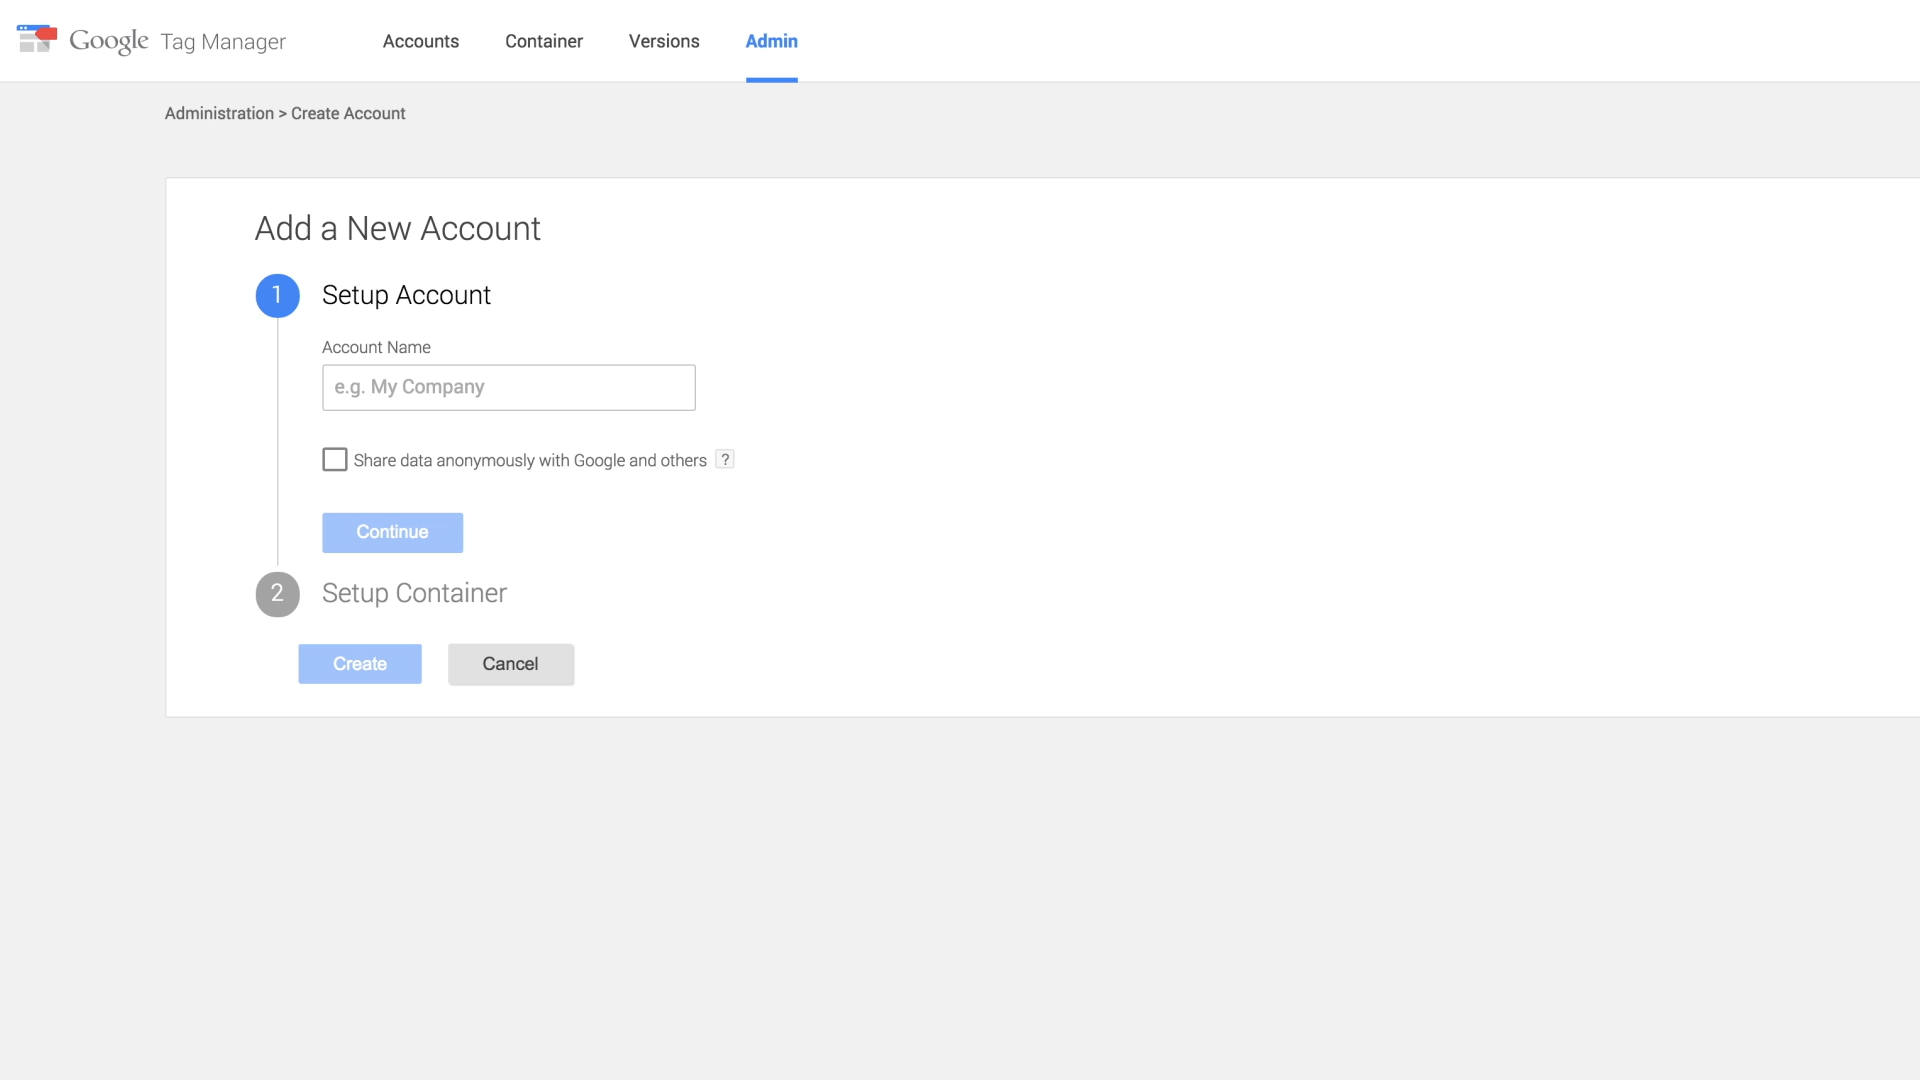 Google Tag Manager
Accounts
Container
Versions
Admin
Administration > Create Account
Add a New Account
1 Setup Account
Account Name
e.g. My Company
Share data anonymously with Google and others ?
Continue
2 Setup Container
Create
Cancel